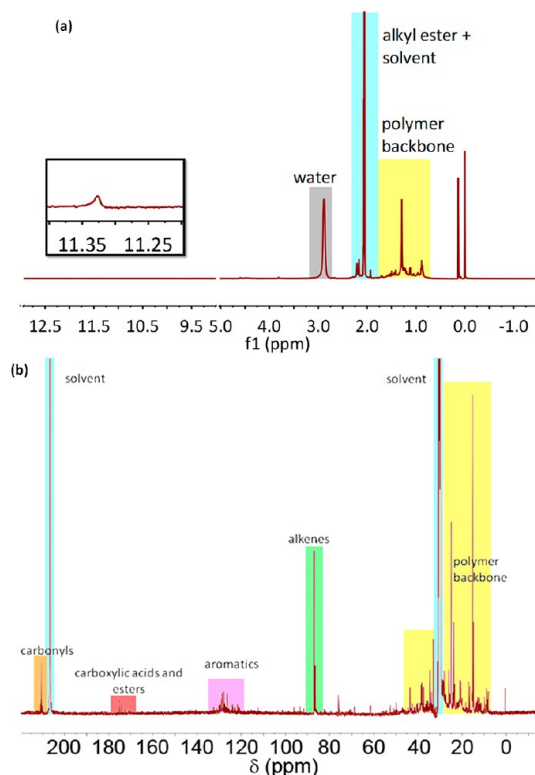 (a)
alkyl ester +
solvent
polymer
backbone
water
11.35 11.25
12.5 11.5 10.5 9.5 5.0 4.0 3.0 2.0 1.0 0.0 -1.0
f1 (ppm)
(b)
solvent
solvent
alkenes
polymer
backbone
carbonyls
carboxylic acids and
esters
aromatics
200 180 160 140 120 100 80 60 40 20 0
δ (ppm)